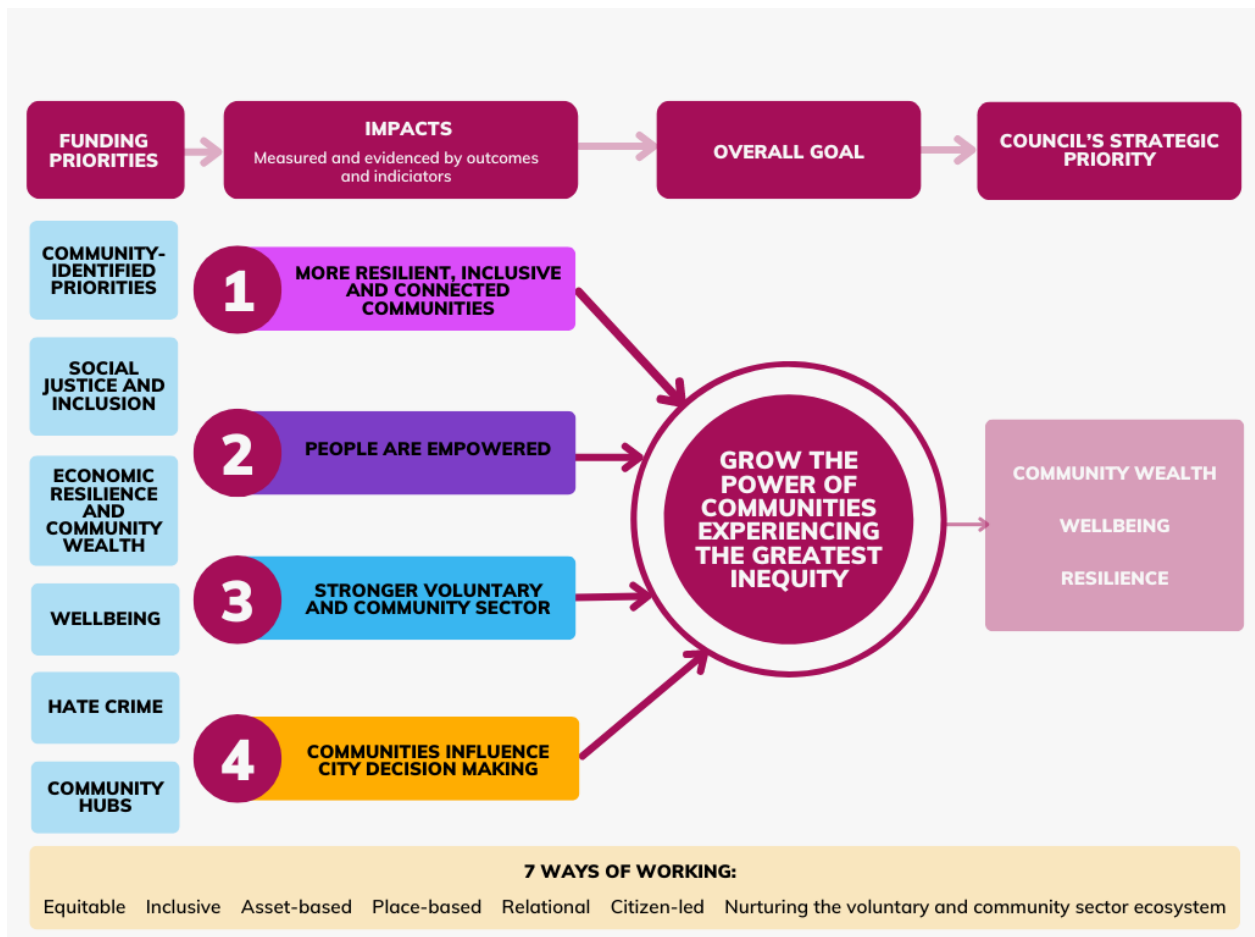 FUNDING
PRIORITIES
IMPACTS
Measured and evidenced by outcomes
and indiciators
OVERALL GOAL
COUNCIL'S STRATEGIC
PRIORITY
COMMUNITY-
IDENTIFIED
PRIORITIES
SOCIAL
JUSTICE AND
INCLUSION
ECONOMIC
RESILIENCE
AND
COMMUNITY
WEALTH
WELLBEING
HATE CRIME
COMMUNITY
HUBS
1
MORE RESILIENT, INCLUSIVE
AND CONNECTED
COMMUNITIES
2
PEOPLE ARE EMPOWERED
3
STRONGER VOLUNTARY
AND COMMUNITY SECTOR
4
COMMUNITIES INFLUENCE
CITY DECISION MAKING
GROW THE
POWER OF
COMMUNITIES
EXPERIENCING
THE GREATEST
INEQUITY
COMMUNITY WEALTH
WELLBEING
RESILIENCE
7 WAYS OF WORKING:
Equitable Inclusive Asset-based Place-based Relational Citizen-led Nurturing the voluntary and community sector ecosystem